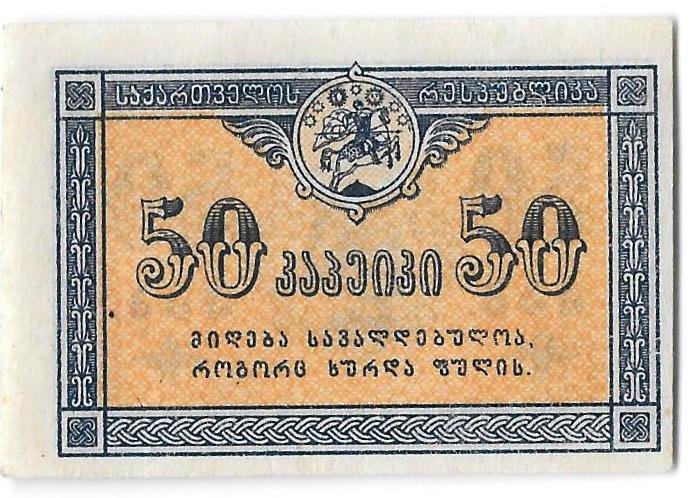 საქართველოს რესპუბლიკა
50 კაპეიკი 50
მიღება სავალდებულოა,
როგორც ხურდა ფულის.